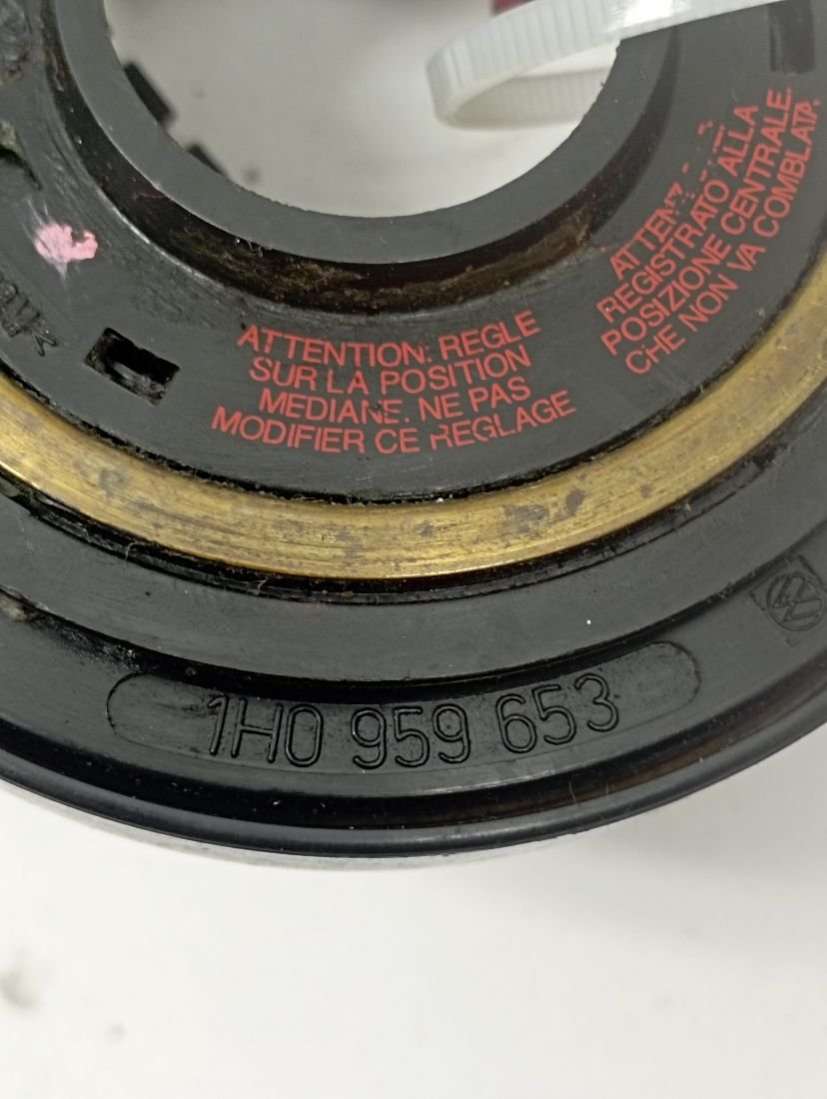 ATTENTION: REGLE
SUR LA POSITION
MEDIANE. NE PAS
MODIFIER CE REGLAGE
REGISTRATO ALLA
POSIZIONE CENTRALE.
CHE NON VA COMBLATA.
1H0 959 653